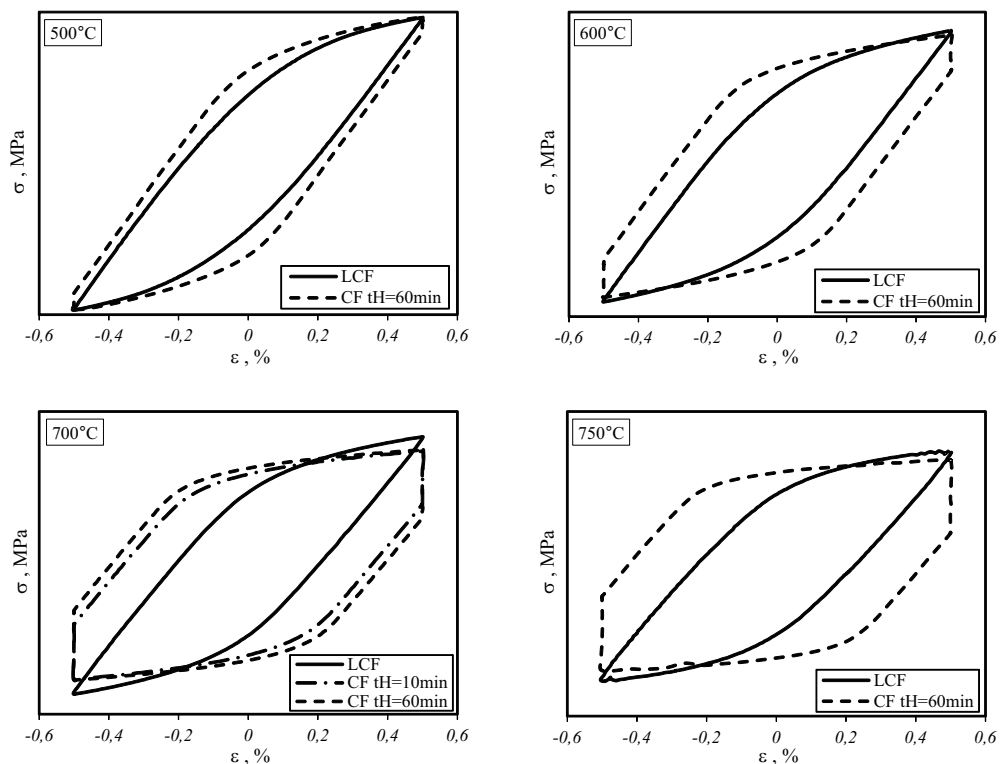 500°C
σ , MPa
LCF
CF tH=60min
-0,6 -0,4 -0,2 0 0,2 0,4 0,6
ε , %
600°C
σ , MPa
LCF
CF tH=60min
-0,6 -0,4 -0,2 0 0,2 0,4 0,6
ε , %
700°C
σ , MPa
LCF
CF tH=10min
CF tH=60min
-0,6 -0,4 -0,2 0 0,2 0,4 0,6
ε , %
750°C
σ , MPa
LCF
CF tH=60min
-0,6 -0,4 -0,2 0 0,2 0,4 0,6
ε , %